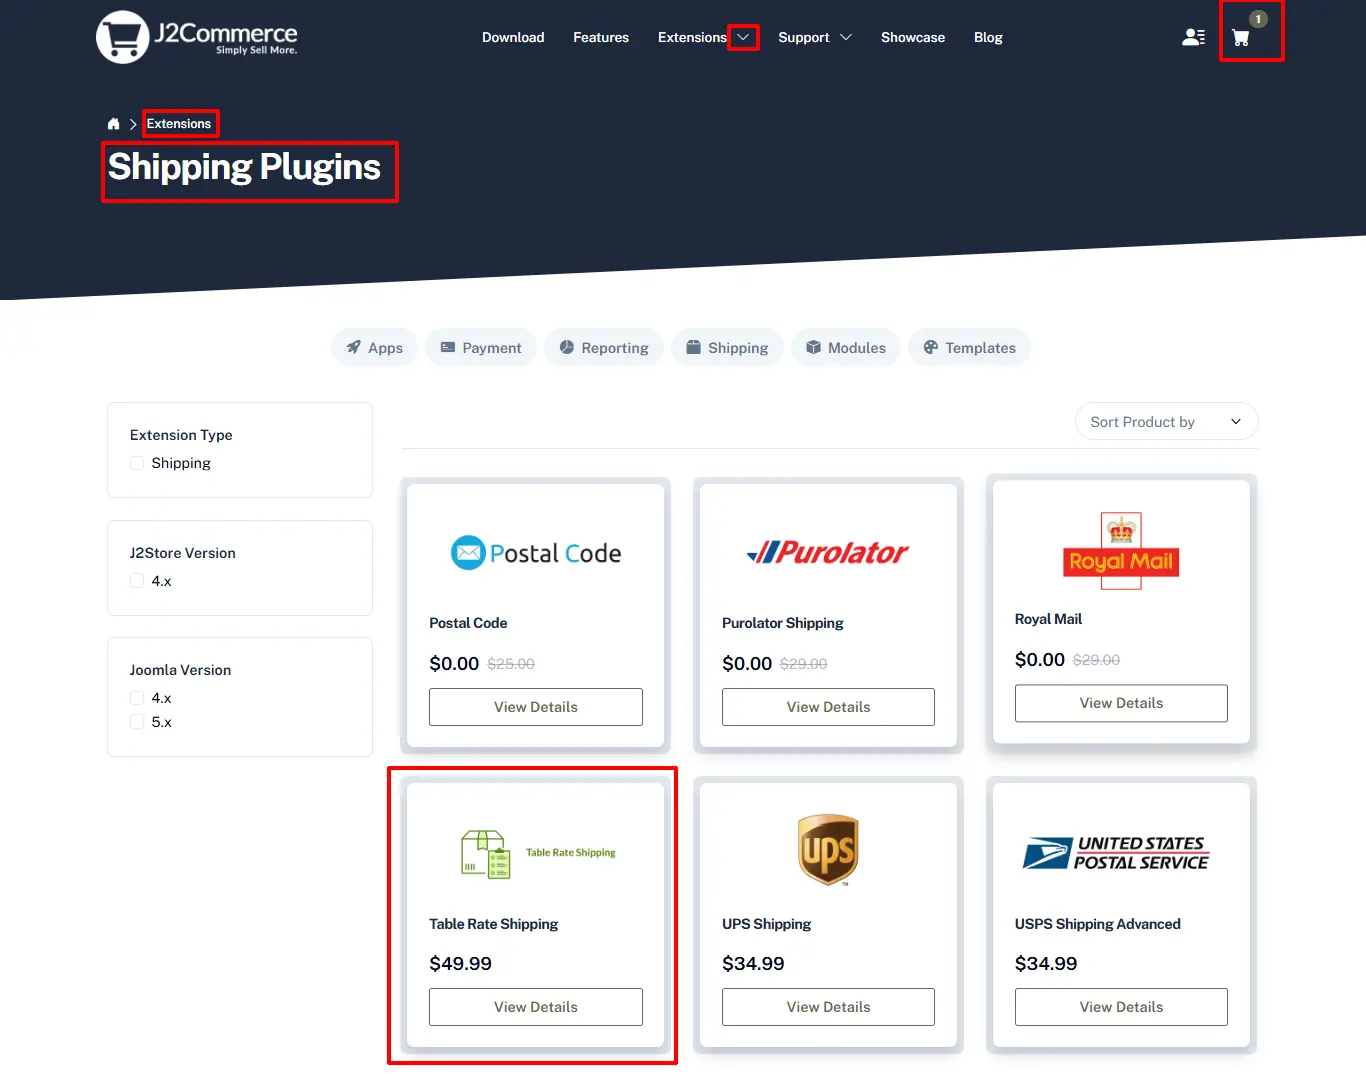 J2Commerce
Simply Sell More.
Download Features Extensions Support Showcase Blog
1
Extensions
Shipping Plugins
Apps Payment Reporting Shipping Modules Templates
Extension Type
Shipping
J2Store Version
4.x
Joomla Version
4.x
5.x
Sort Product by
Postal Code
Postal Code
$0.00 $25.00
View Details
Purolator
Purolator Shipping
$0.00 $29.00
View Details
Royal Mail
Royal Mail
$0.00 $29.00
View Details
Table Rate Shipping
Table Rate Shipping
$49.99
View Details
ups
TM
UPS Shipping
$34.99
View Details
UNITED STATES
POSTAL SERVICE
USPS Shipping Advanced
$34.99
View Details